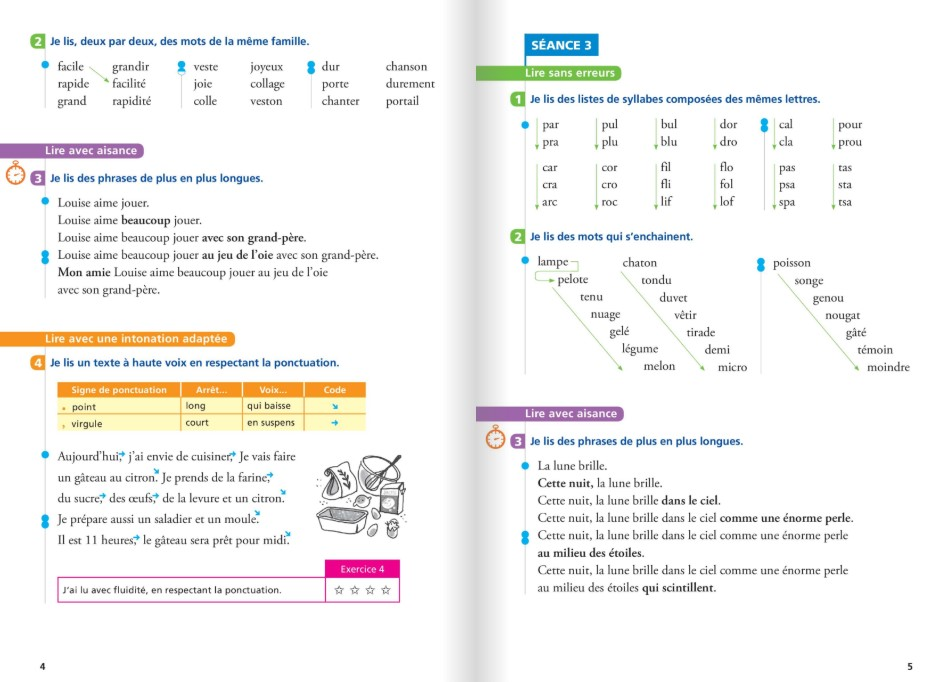 2 Je lis, deux par deux, des mots de la même famille.
facile grandir veste joyeux dur chanson
rapide facilité joie collage porte durement
grand rapidité colle veston chanter portail
Lire avec aisance
3 Je lis des phrases de plus en plus longues.
Louise aime jouer.
Louise aime beaucoup jouer.
Louise aime beaucoup jouer avec son grand-père.
Louise aime beaucoup jouer au jeu de l'oie avec son grand-père.
Mon amie Louise aime beaucoup jouer au jeu de l'oie
avec son grand-père.
Lire avec une intonation adaptée
4 Je lis un texte à haute voix en respectant la ponctuation.
Signe de ponctuation Arrêt... Voix... Code
. point long qui baisse ↘
, virgule court en suspens →
Aujourd'hui, j'ai envie de cuisiner, Je vais faire
un gâteau au citron. Je prends de la farine,
du sucre, des œufs, de la levure et un citron.
Je prépare aussi un saladier et un moule.
Il est 11 heures, le gâteau sera prêt pour midi.
Exercice 4
J'ai lu avec fluidité, en respectant la ponctuation. ☆ ☆ ☆ ☆
4
SÉANCE 3
Lire sans erreurs
1 Je lis des listes de syllabes composées des mêmes lettres.
par pul bul dor cal pour
pra plu blu dro cla prou
car cor fil flo pas tas
cra cro fli fol psa sta
arc roc lif lof spa tsa
2 Je lis des mots qui s'enchainent.
lampe chaton poisson
pelote tondu songe
tenu duvet genou
nuage vêtir nougat
gelé tirade gâté
légume demi témoin
melon micro moindre
Lire avec aisance
3 Je lis des phrases de plus en plus longues.
La lune brille.
Cette nuit, la lune brille.
Cette nuit, la lune brille dans le ciel.
Cette nuit, la lune brille dans le ciel comme une énorme perle.
Cette nuit, la lune brille dans le ciel comme une énorme perle
au milieu des étoiles.
Cette nuit, la lune brille dans le ciel comme une énorme perle
au milieu des étoiles qui scintillent.
5